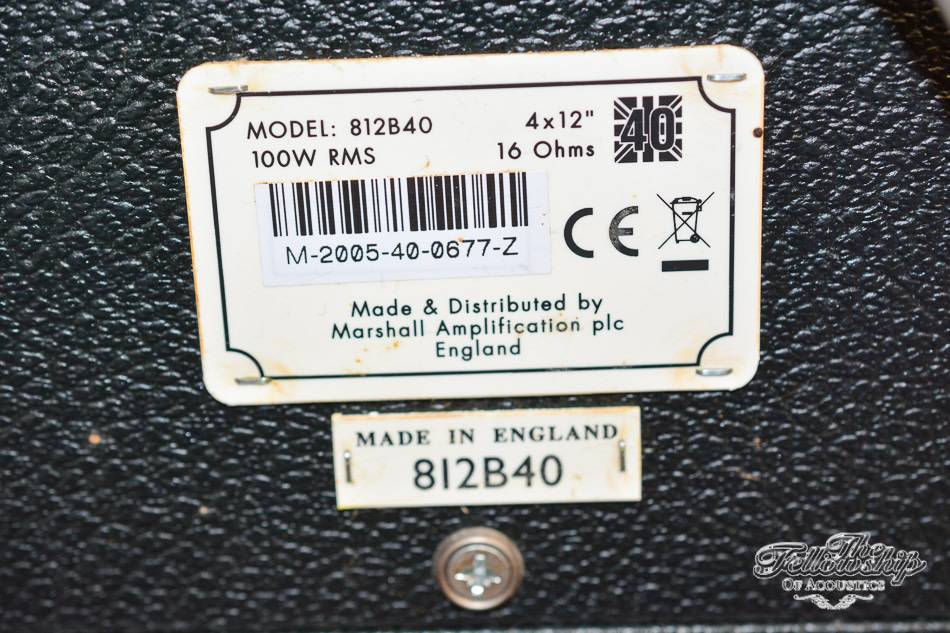 MODEL: 812B40
4x12"
40
100W RMS
16 Ohms
M-2005-40-0677-Z
CE
Made & Distributed by
Marshall Amplification plc
England
MADE IN ENGLAND
812B40
The
Fellowship
OF ACOUSTICS